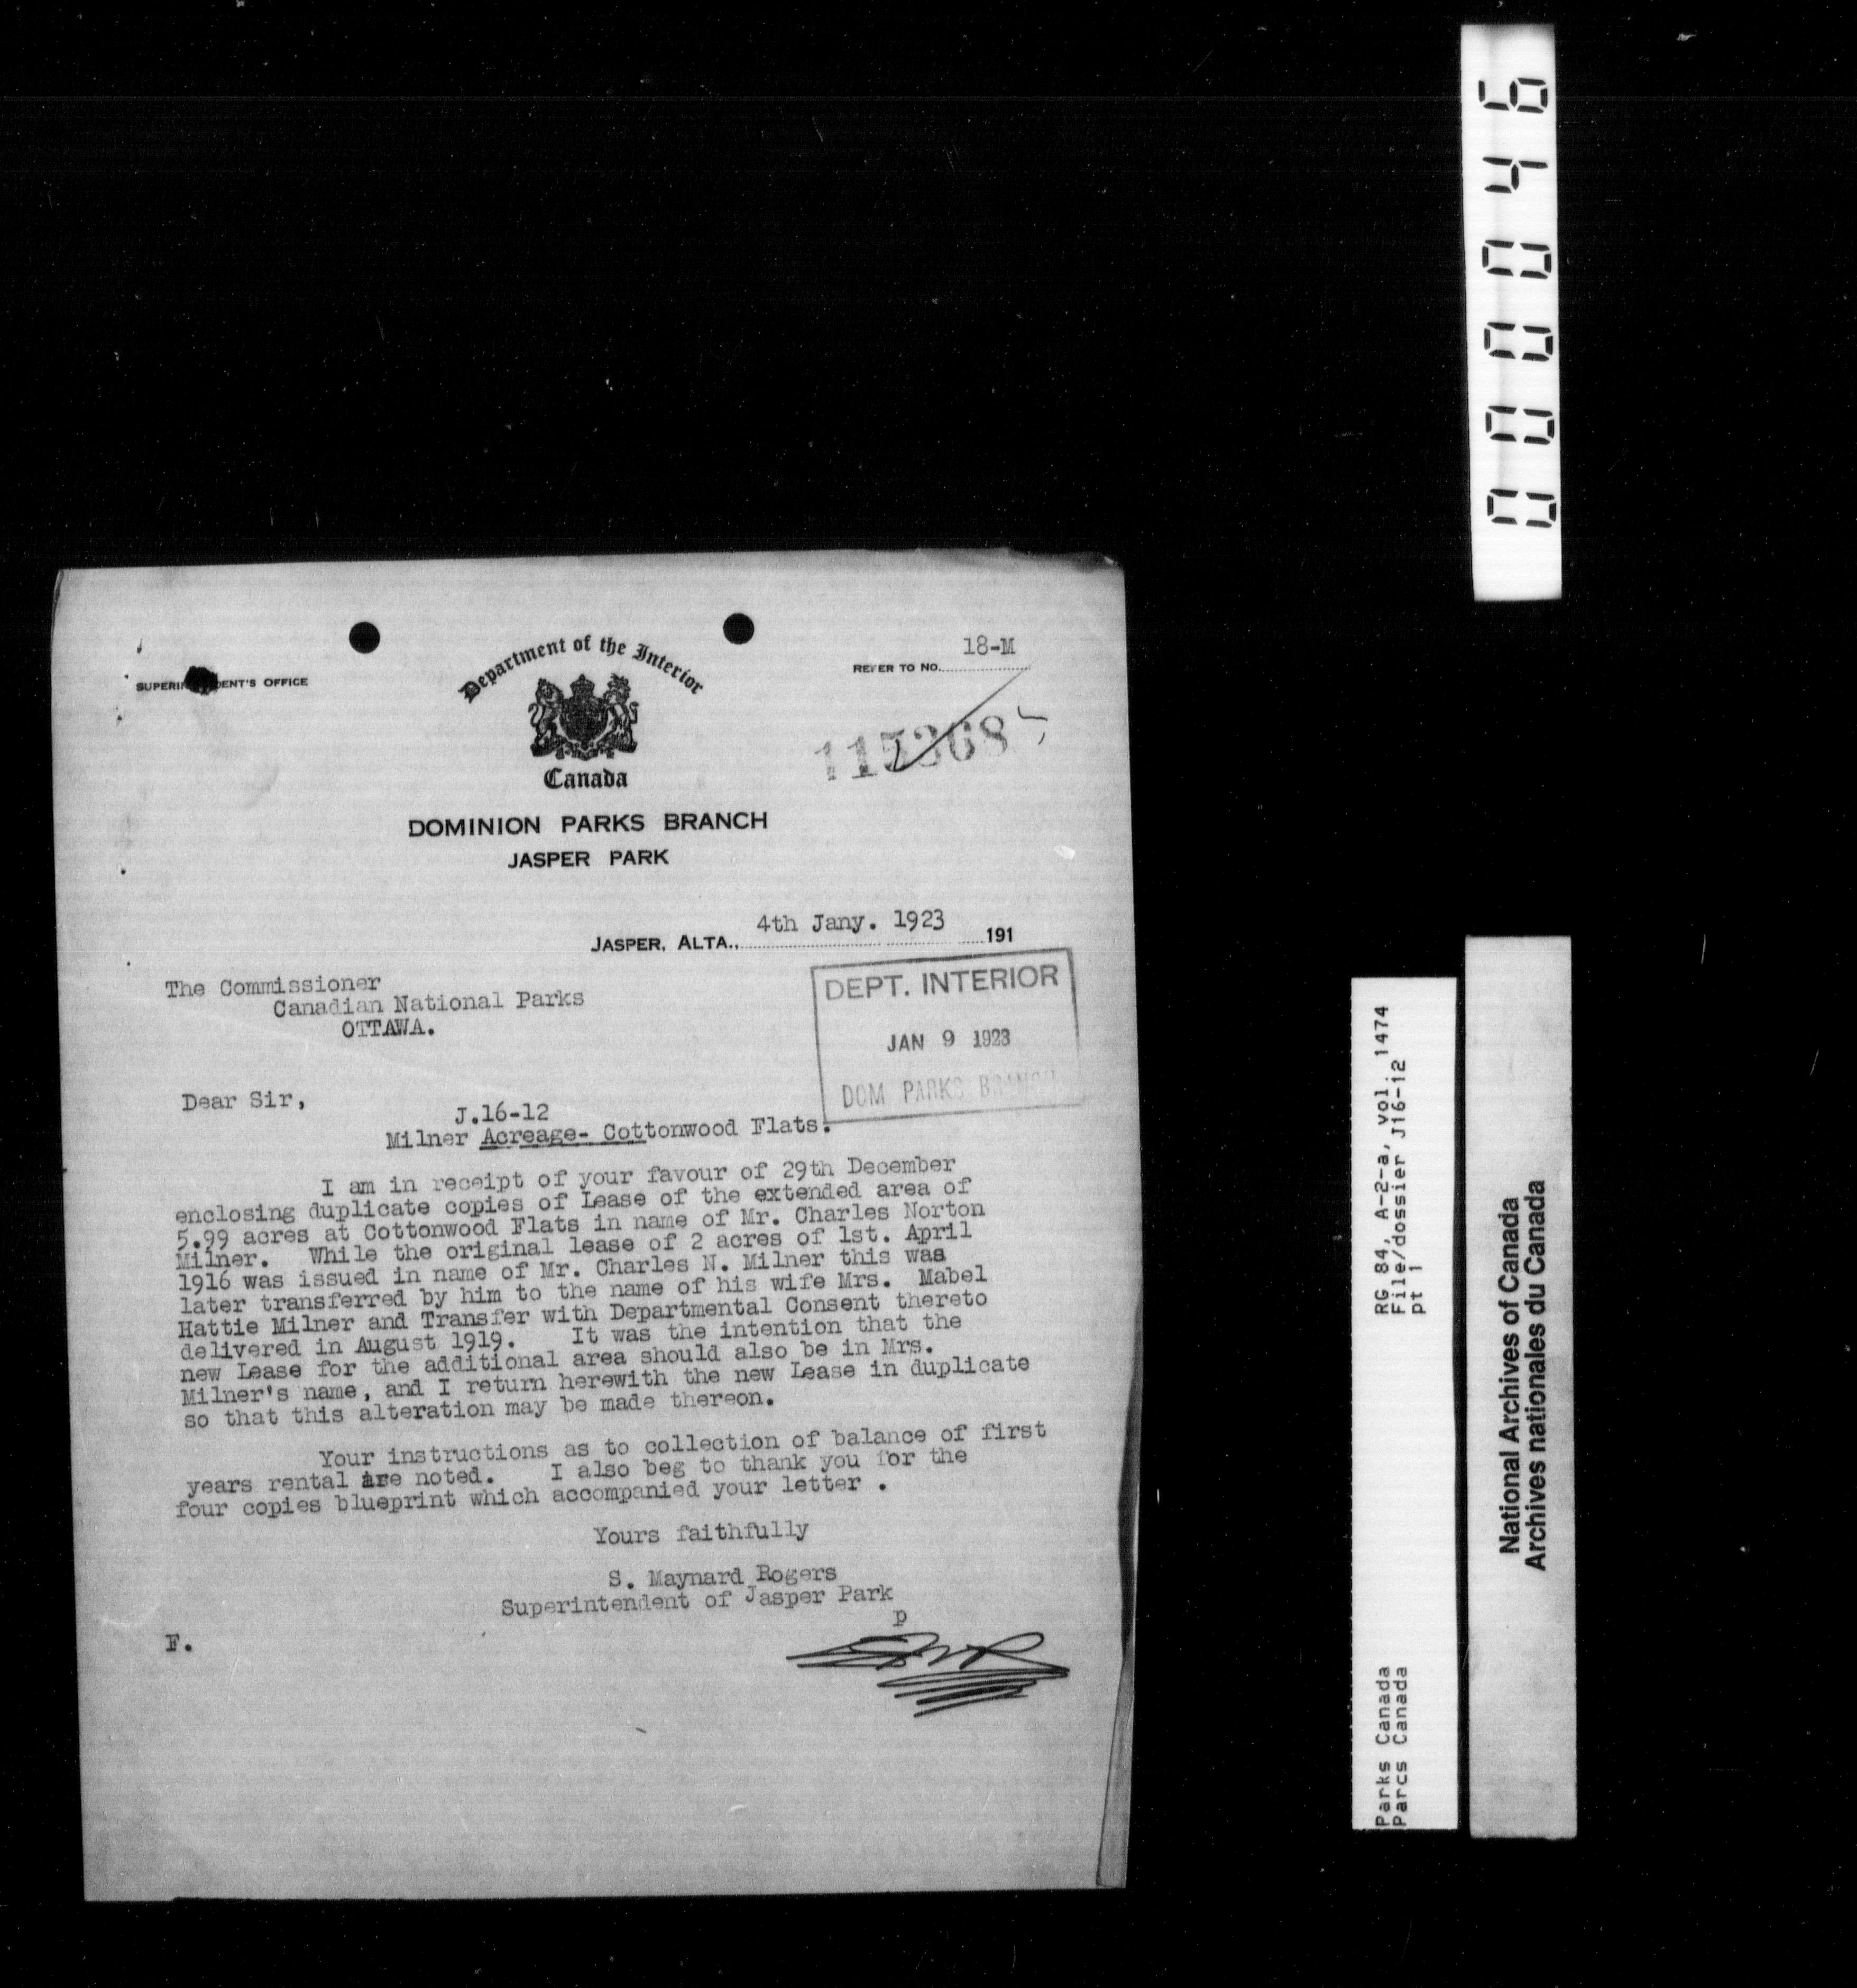 SUPERINTENDENT'S OFFICE
Department of the Interior
Canada
REFER TO NO. 18-M
DOMINION PARKS BRANCH
JASPER PARK
JASPER, ALTA., 4th Jany. 1923 191
The Commissioner
Canadian National Parks
OTTAWA.
DEPT. INTERIOR
JAN 9 1923
DOM PARKS BRANCH
Dear Sir,
J.16-12
Milner Acreage- Cottonwood Flats.
I am in receipt of your favour of 29th December
enclosing duplicate copies of Lease of the extended area of
5.99 acres at Cottonwood Flats in name of Mr. Charles Norton
Milner. While the original lease of 2 acres of 1st. April
1916 was issued in name of Mr. Charles N. Milner this was
later transferred by him to the name of his wife Mrs. Mabel
Hattie Milner and Transfer with Departmental Consent thereto
delivered in August 1919. It was the intention that the
new Lease for the additional area should also be in Mrs.
Milner's name, and I return herewith the new Lease in duplicate
so that this alteration may be made thereon.
Your instructions as to collection of balance of first
years rental are noted. I also beg to thank you for the
four copies blueprint which accompanied your letter .
Yours faithfully
S. Maynard Rogers
Superintendent of Jasper Park
p
F.
000046
RG 84, A-2-a, vol. 1474
File/dossier J16-12
pt 1
Parks Canada
Parcs Canada
National Archives of Canada
Archives nationales du Canada